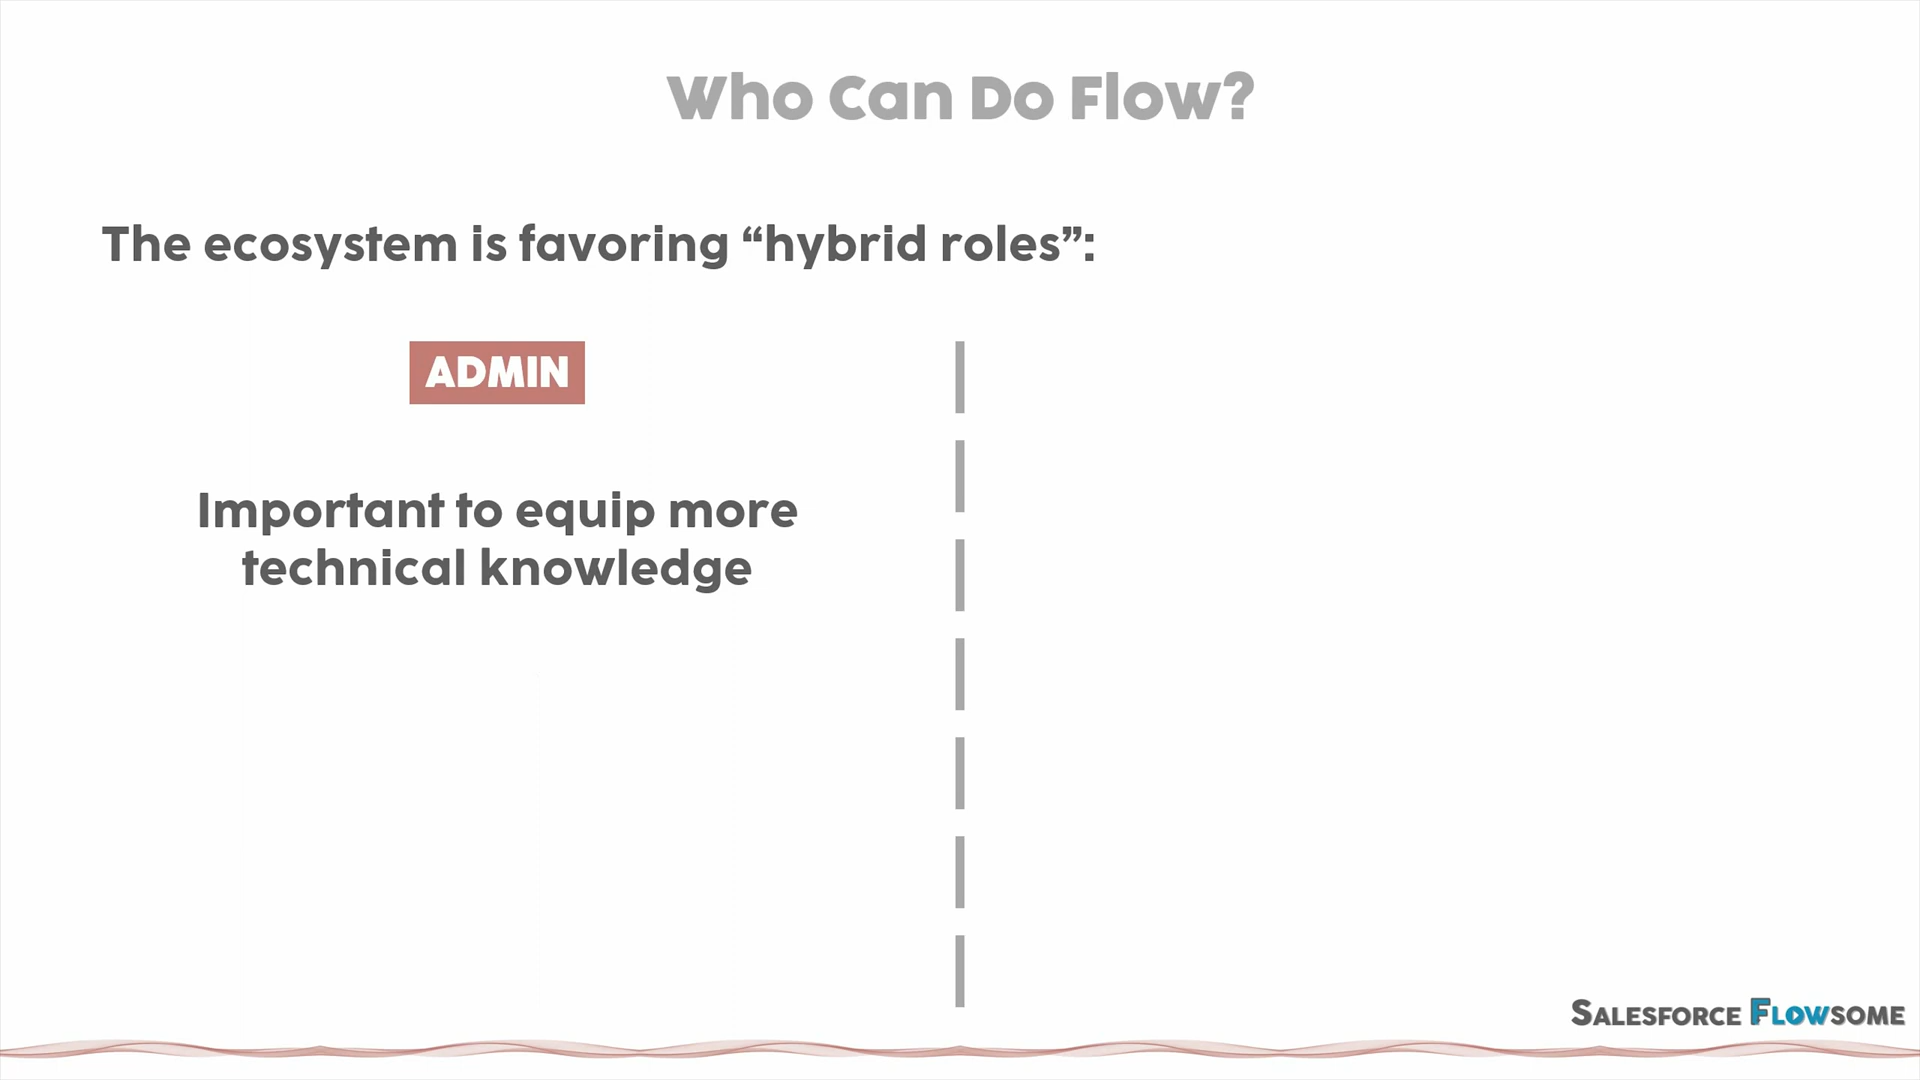 Who Can Do Flow?
The ecosystem is favoring “hybrid roles”:
ADMIN
Important to equip more
technical knowledge
SALESFORCE FLOWSOME